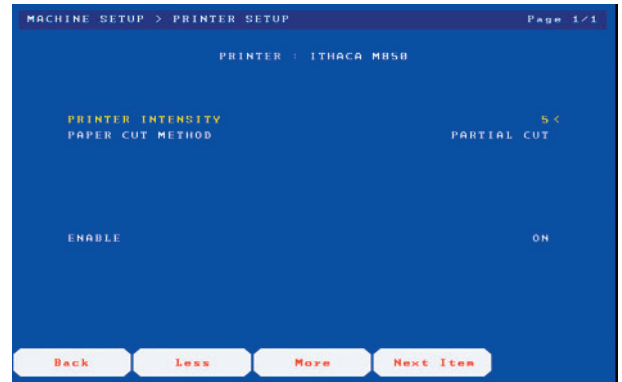 MACHINE SETUP > PRINTER SETUP Page 1/1
PRINTER : ITHACA M850
PRINTER INTENSITY 5 <
PAPER CUT METHOD PARTIAL CUT
ENABLE ON
Back Less More Next Item